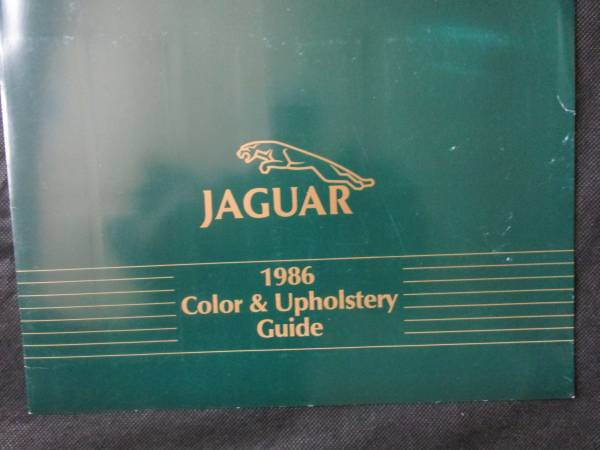 JAGUAR
1986
Color & Upholstery
Guide